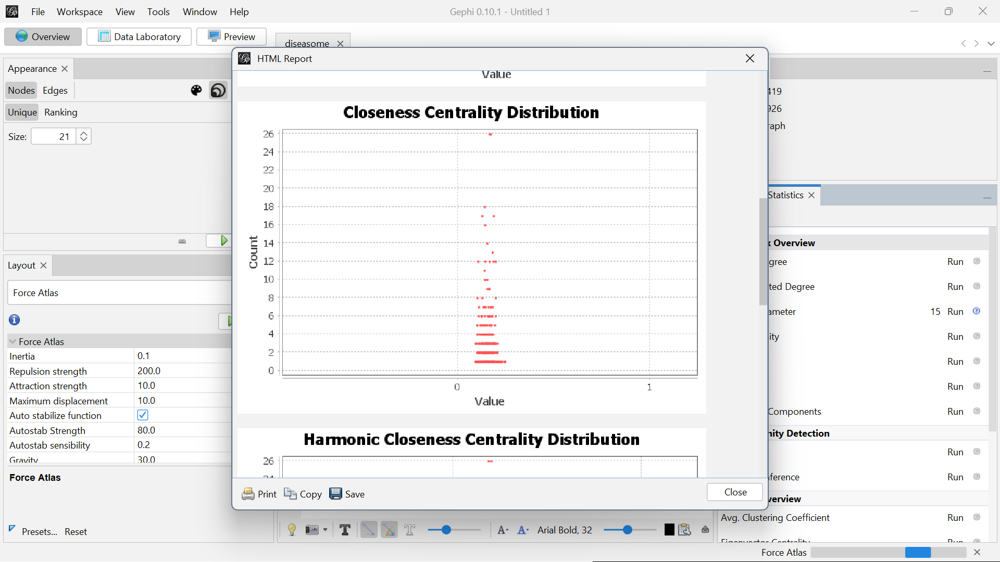 File Workspace View Tools Window Help
Gephi 0.10.1 - Untitled 1
Overview Data Laboratory Preview
diseasome
Appearance
Nodes Edges
Unique Ranking
Size: 21
Layout
Force Atlas
Force Atlas
Inertia 0.1
Repulsion strength 200.0
Attraction strength 10.0
Maximum displacement 10.0
Auto stabilize function
Autostab Strength 80.0
Autostab sensibility 0.2
Gravity 30.0
Force Atlas
Presets... Reset
HTML Report
Value
Closeness Centrality Distribution
26
24
22
20
18
16
14
12
10
8
6
4
2
0
Count
0 1
Value
Harmonic Closeness Centrality Distribution
26
24
Print Copy Save
Close
Arial Bold, 32
419
926
raph
Statistics
k Overview
gree Run
ted Degree Run
ameter 15 Run
ity Run
Run
Run
Components Run
nity Detection
Run
ference Run
verview
Avg. Clustering Coefficient Run
Eigenvector Centrality Run
Force Atlas